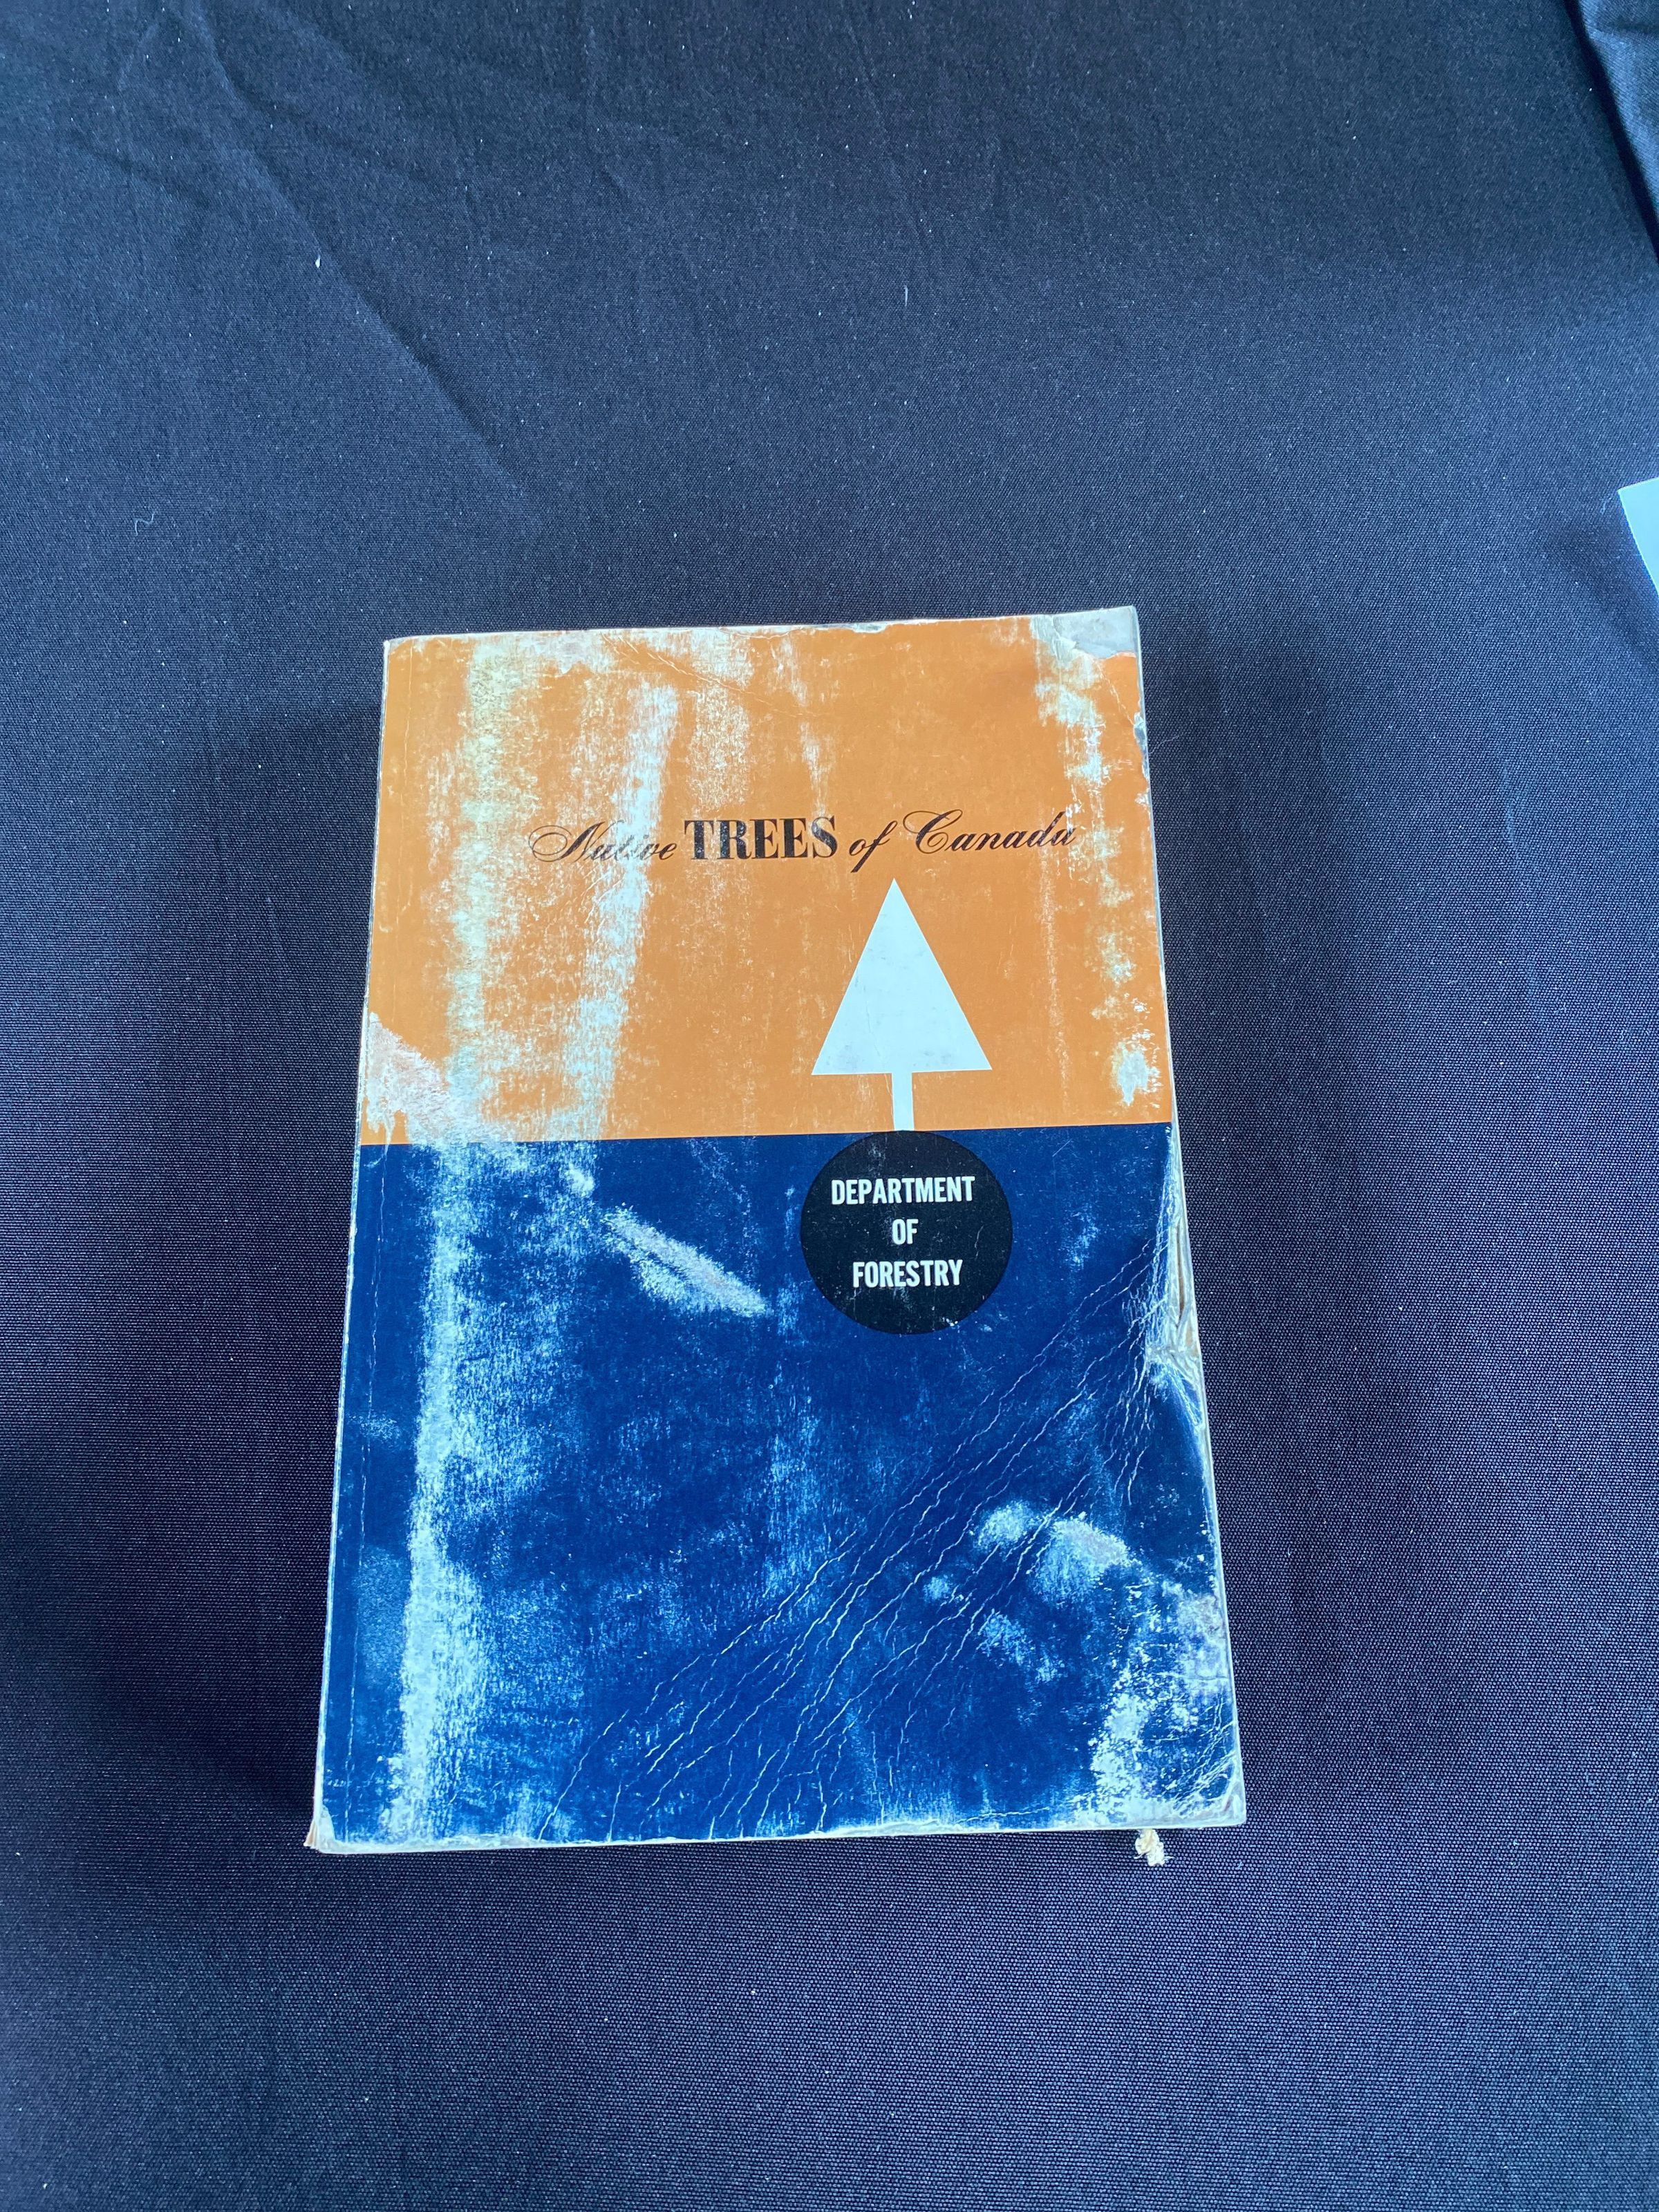 Native TREES of Canada
DEPARTMENT
OF
FORESTRY